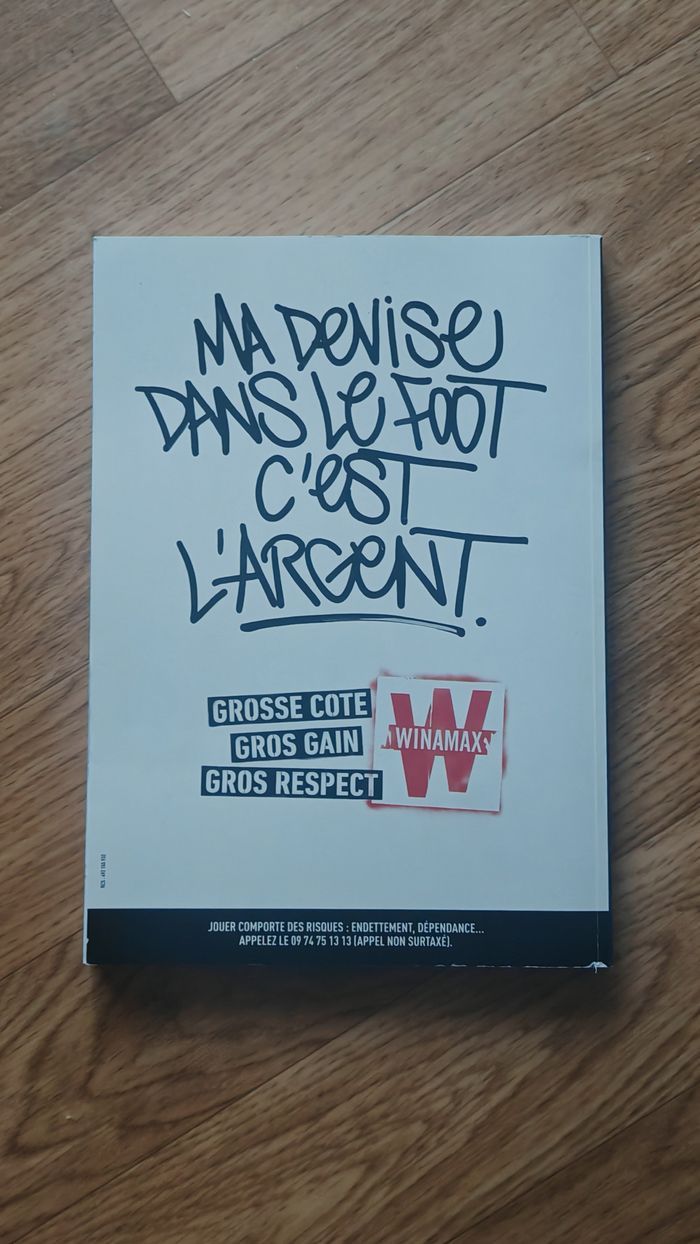 MA DEVISE
DANS LE FOOT
C'EST
L'ARGENT.
GROSSE COTE
GROS GAIN
GROS RESPECT
W
WINAMAX
JOUER COMPORTE DES RISQUES : ENDETTEMENT, DÉPENDANCE...
APPELEZ LE 09 74 75 13 13 (APPEL NON SURTAXÉ).